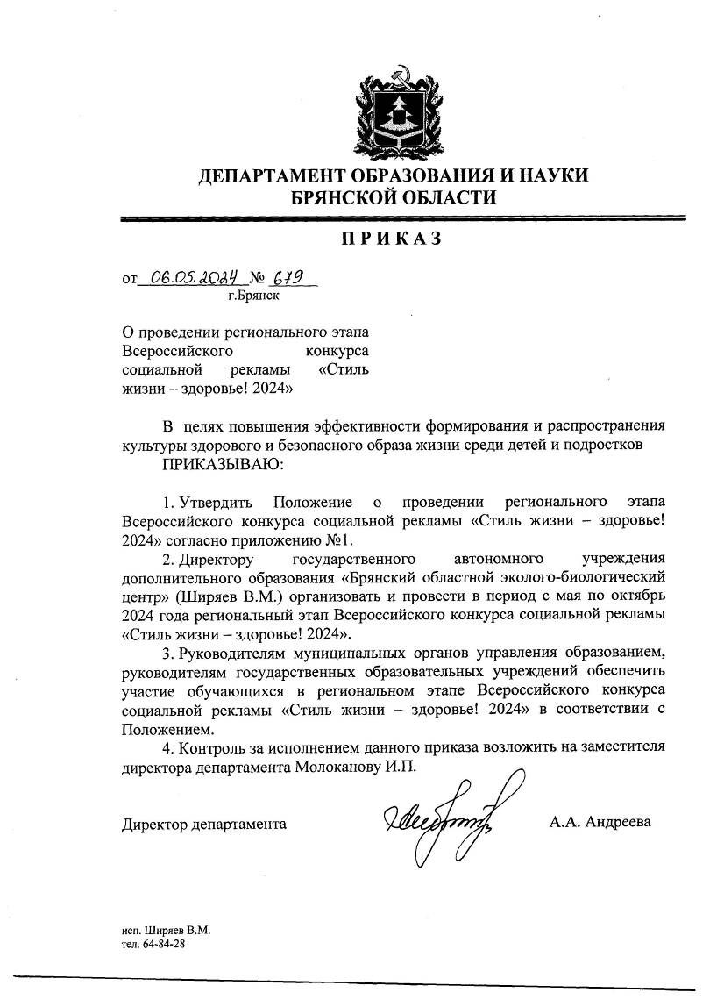 ДЕПАРТАМЕНТ ОБРАЗОВАНИЯ И НАУКИ
БРЯНСКОЙ ОБЛАСТИ
П Р И К А З
от 06.05.2024 № 679
г.Брянск
О проведении регионального этапа
Всероссийского конкурса
социальной рекламы «Стиль
жизни – здоровье! 2024»
В целях повышения эффективности формирования и распространения
культуры здорового и безопасного образа жизни среди детей и подростков
ПРИКАЗЫВАЮ:
1. Утвердить Положение о проведении регионального этапа
Всероссийского конкурса социальной рекламы «Стиль жизни – здоровье!
2024» согласно приложению №1.
2. Директору государственного автономного учреждения
дополнительного образования «Брянский областной эколого-биологический
центр» (Ширяев В.М.) организовать и провести в период с мая по октябрь
2024 года региональный этап Всероссийского конкурса социальной рекламы
«Стиль жизни – здоровье! 2024».
3. Руководителям муниципальных органов управления образованием,
руководителям государственных образовательных учреждений обеспечить
участие обучающихся в региональном этапе Всероссийского конкурса
социальной рекламы «Стиль жизни – здоровье! 2024» в соответствии с
Положением.
4. Контроль за исполнением данного приказа возложить на заместителя
директора департамента Молоканову И.П.
Директор департамента А.А. Андреева
исп. Ширяев В.М.
тел. 64-84-28